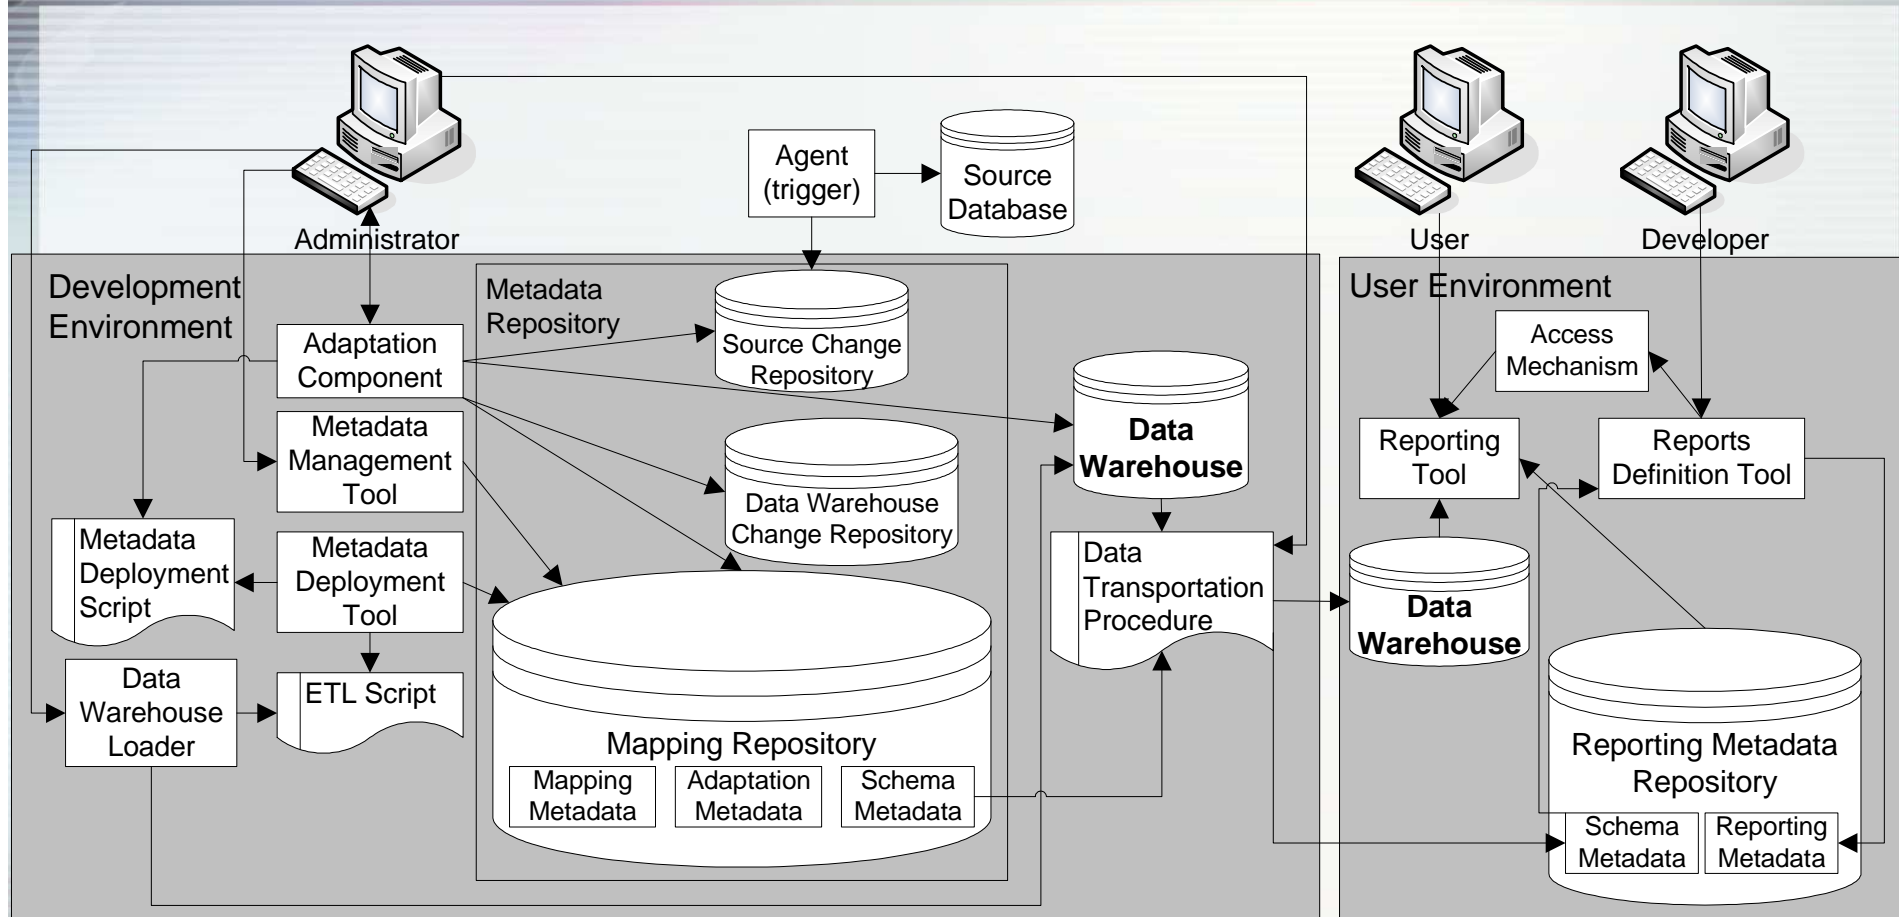 Administrator
Agent
(trigger)
Source
Database
User
Developer
Development
Environment
Metadata
Repository
User Environment
Adaptation
Component
Source Change
Repository
Access
Mechanism
Metadata
Management
Tool
Data Warehouse
Change Repository
Data
Warehouse
Reporting
Tool
Reports
Definition Tool
Metadata
Deployment
Script
Metadata
Deployment
Tool
Data
Transportation
Procedure
Data
Warehouse
Data
Warehouse
Loader
ETL Script
Mapping Repository
Mapping
Metadata
Adaptation
Metadata
Schema
Metadata
Reporting Metadata
Repository
Schema
Metadata
Reporting
Metadata